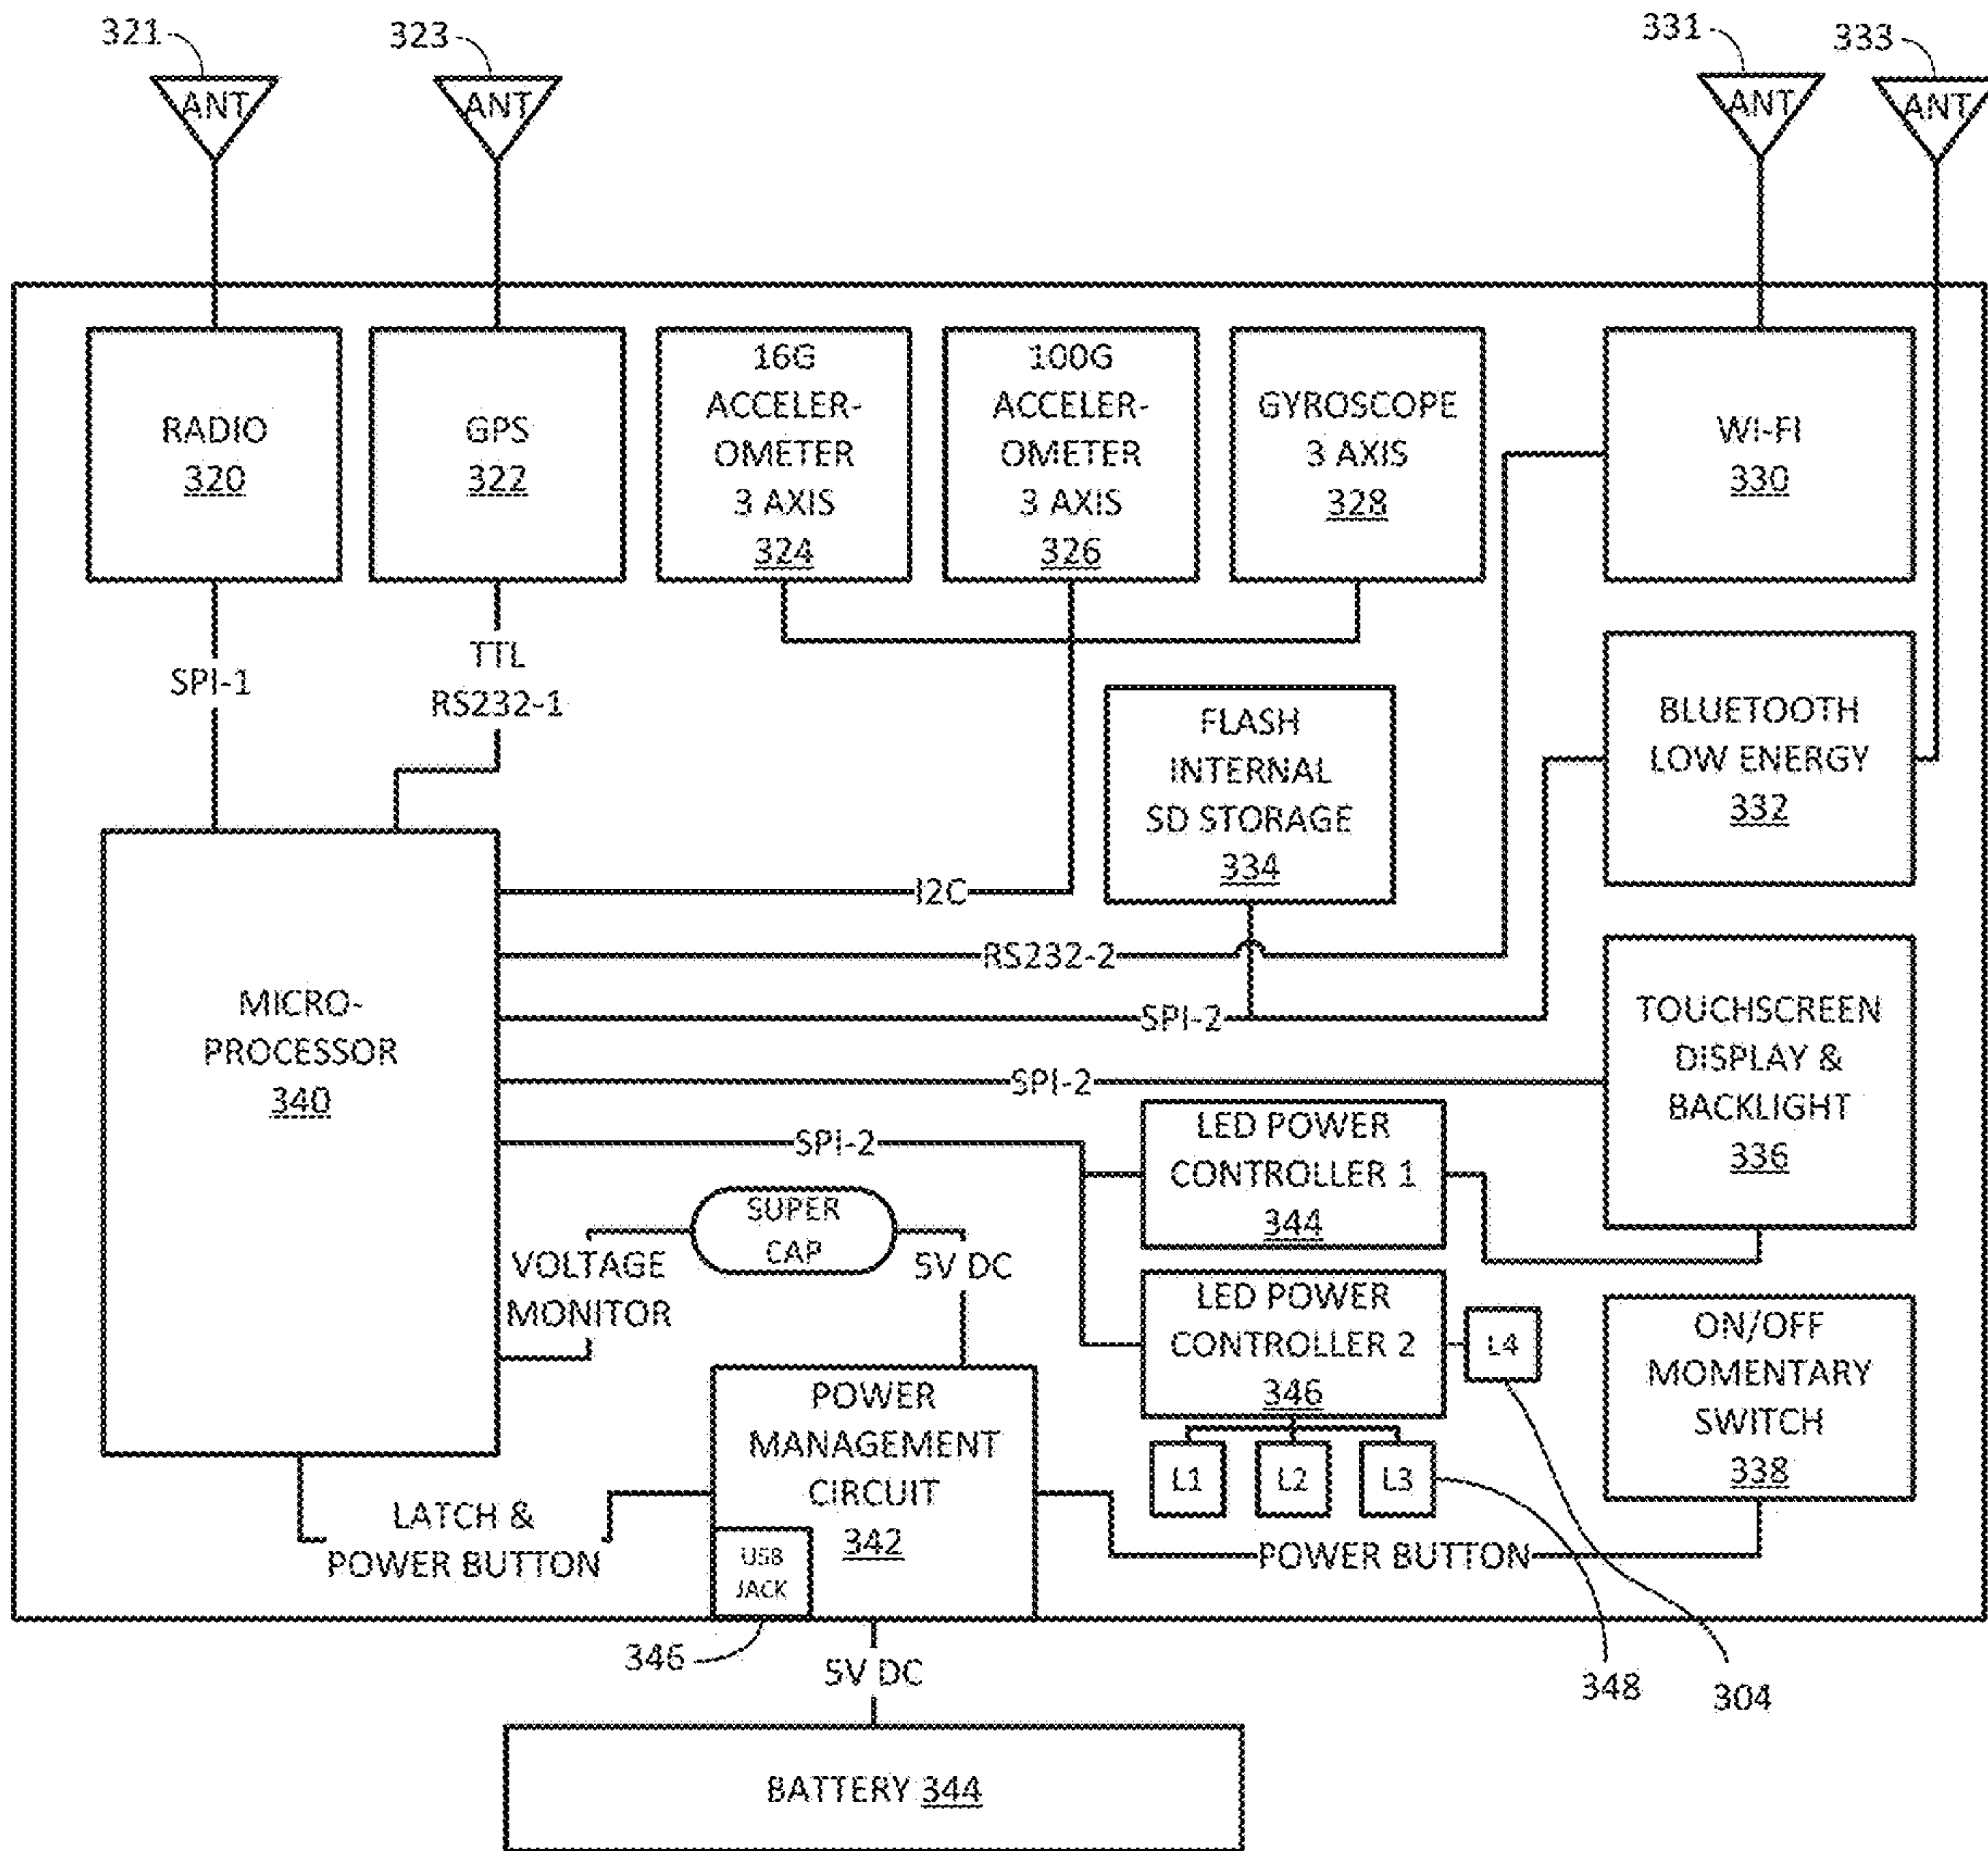 321
323
331
333
ANT
ANT
ANT
ANT
RADIO
320
GPS
322
16G
ACCELER-
OMETER
3 AXIS
324
100G
ACCELER-
OMETER
3 AXIS
326
GYROSCOPE
3 AXIS
328
WI-FI
330
SPI-1
TTL
RS232-1
FLASH
INTERNAL
SD STORAGE
334
BLUETOOTH
LOW ENERGY
332
I2C
RS232-2
SPI-2
SPI-2
SPI-2
MICRO-
PROCESSOR
340
TOUCHSCREEN
DISPLAY &
BACKLIGHT
336
LED POWER
CONTROLLER 1
344
SUPER
CAP
VOLTAGE
MONITOR
5V DC
LED POWER
CONTROLLER 2
346
L4
L1
L2
L3
ON/OFF
MOMENTARY
SWITCH
338
POWER
MANAGEMENT
CIRCUIT
342
LATCH &
POWER BUTTON
USB
JACK
POWER BUTTON
346
5V DC
348
304
BATTERY 344